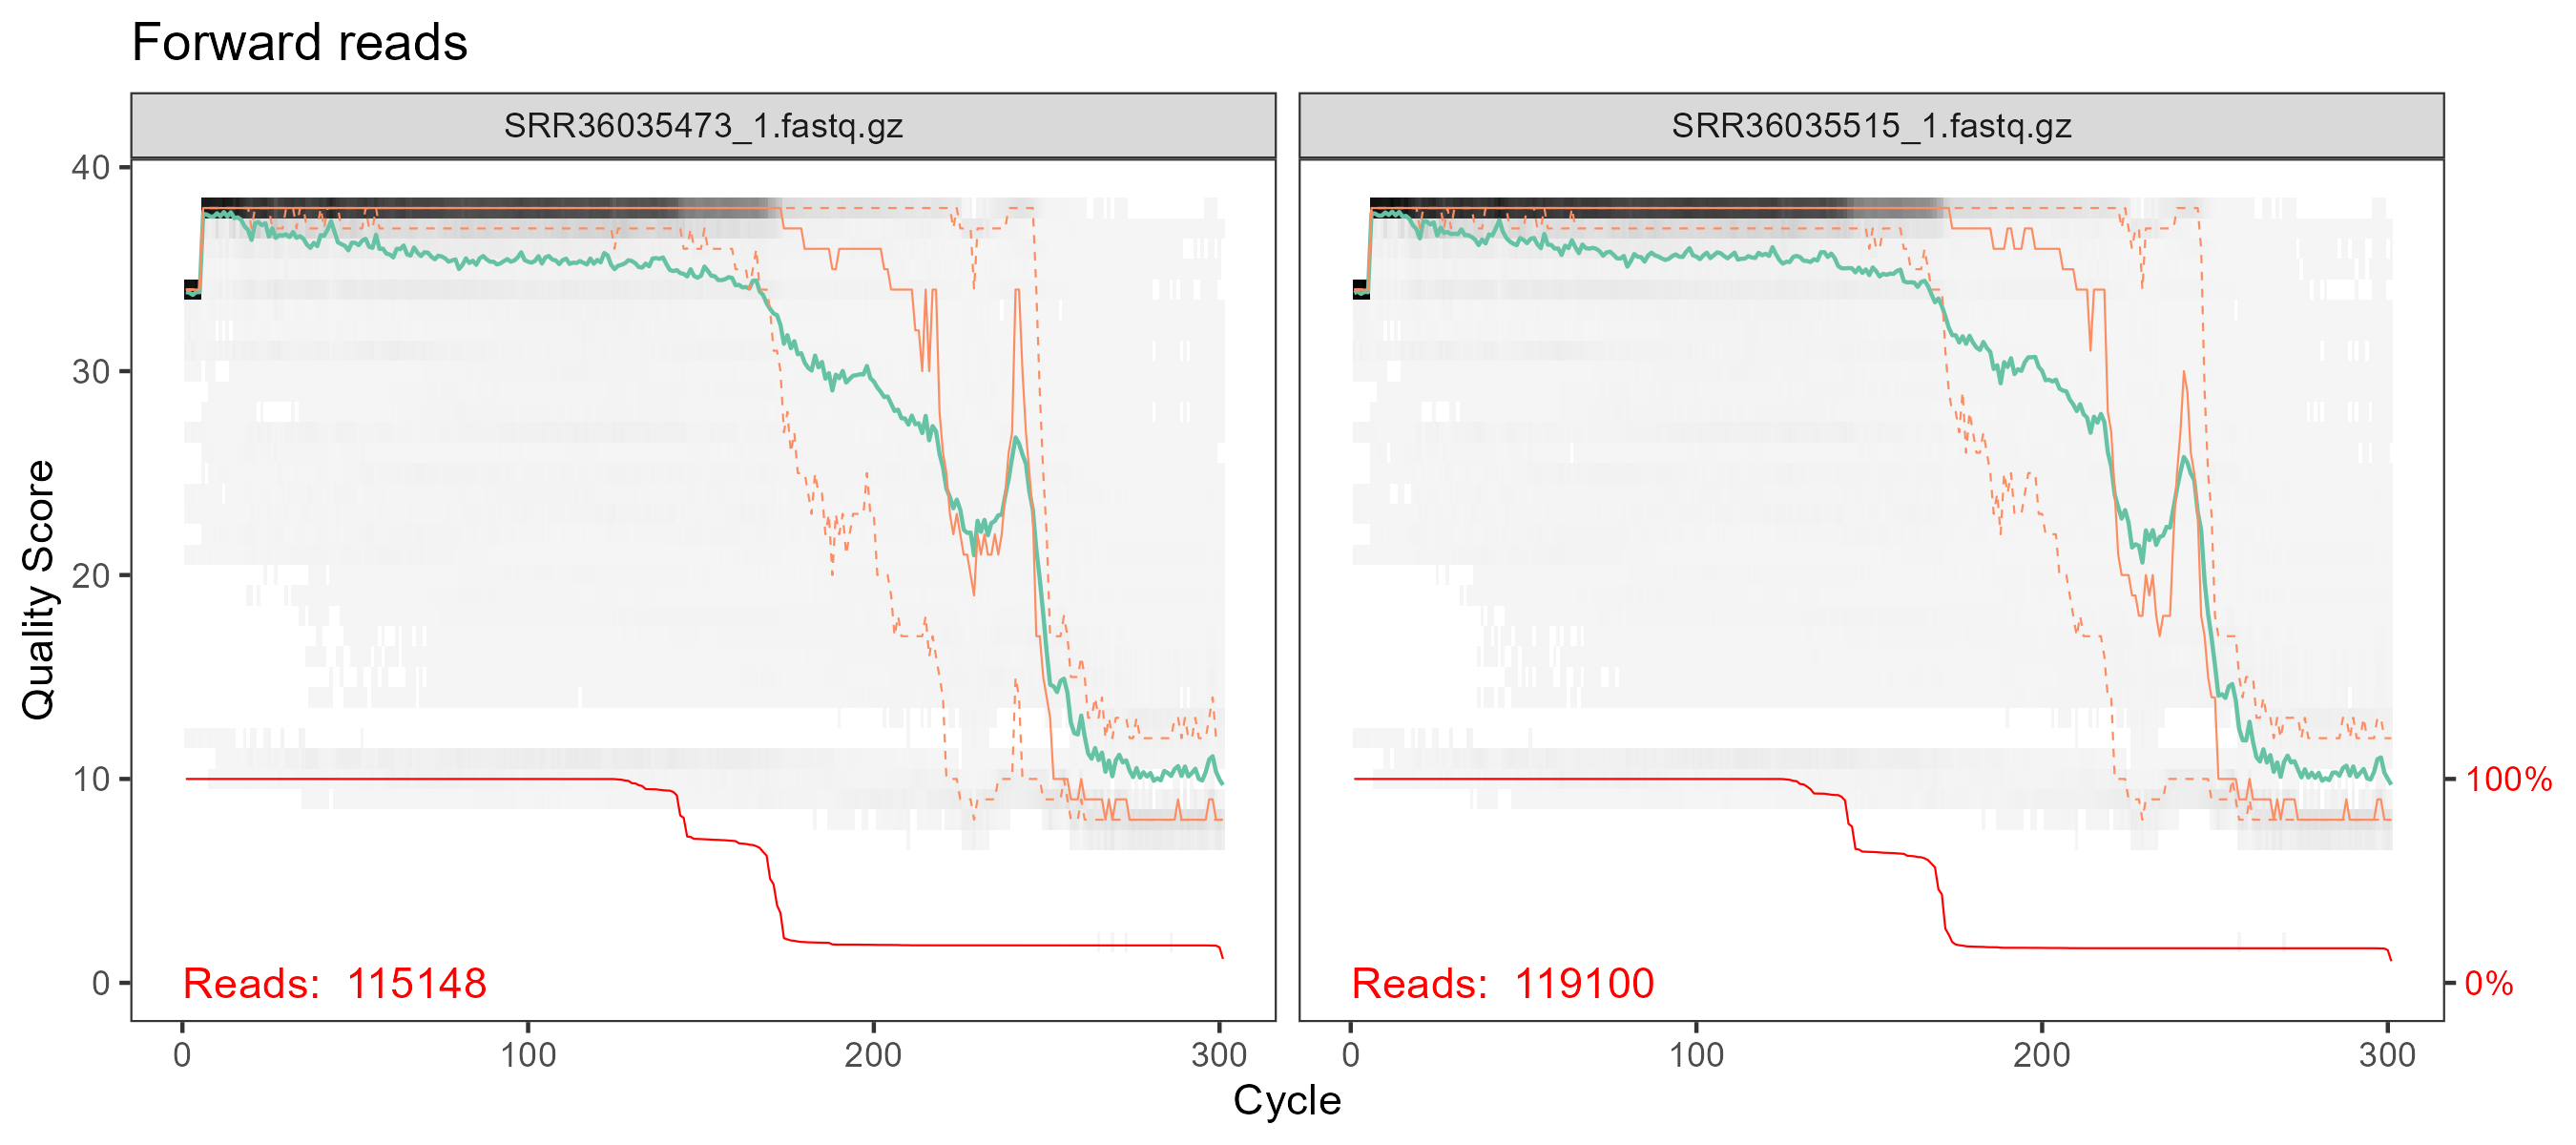 Forward reads
SRR36035473_1.fastq.gz
SRR36035515_1.fastq.gz
Quality Score
40
30
20
10
0
Reads: 115148
Reads: 119100
100%
0%
0
100
200
300
0
100
200
300
Cycle